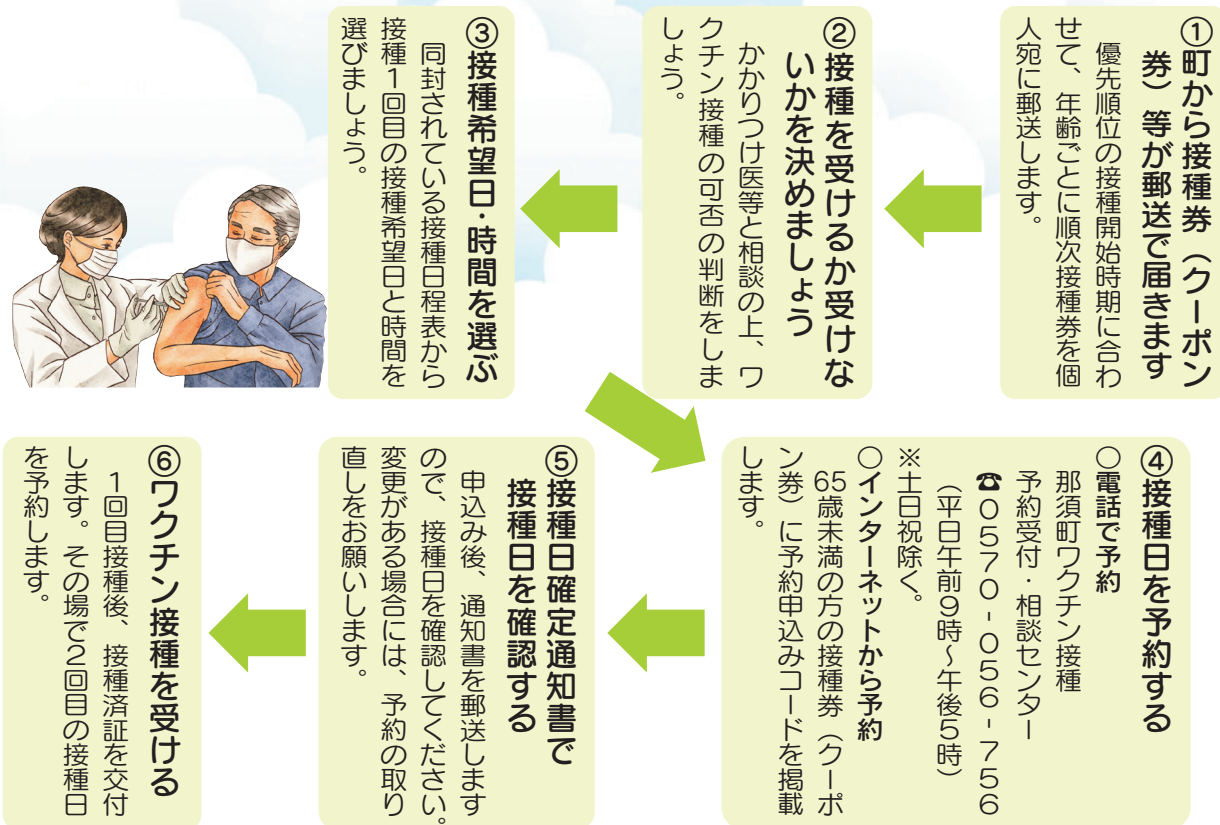 ①町から接種券（クーポン
券）等が郵送で届きます
優先順位の接種開始時期に合わ
せて、年齢ごとに順次接種券を個
人宛に郵送します。
②接種を受けるか受けな
いかを決めましょう
かかりつけ医等と相談の上、ワ
クチン接種の可否の判断をしま
しょう。
③接種希望日・時間を選ぶ
同封されている接種日程表から
接種１回目の接種希望日と時間を
選びましょう。
④接種日を予約する
○電話で予約
那須町ワクチン接種
予約受付・相談センター
☎０５７０-０５６-７５６
（平日午前９時～午後５時）
※土日祝除く。
○インターネットから予約
65歳未満の方の接種券（クーポ
ン券）に予約申込みコードを掲載
します。
⑤接種日確定通知書で
接種日を確認する
申込み後、通知書を郵送します
ので、接種日を確認してください。
変更がある場合には、予約の取り
直しをお願いします。
⑥ワクチン接種を受ける
１回目接種後、接種済証を交付
します。その場で２回目の接種日
を予約します。